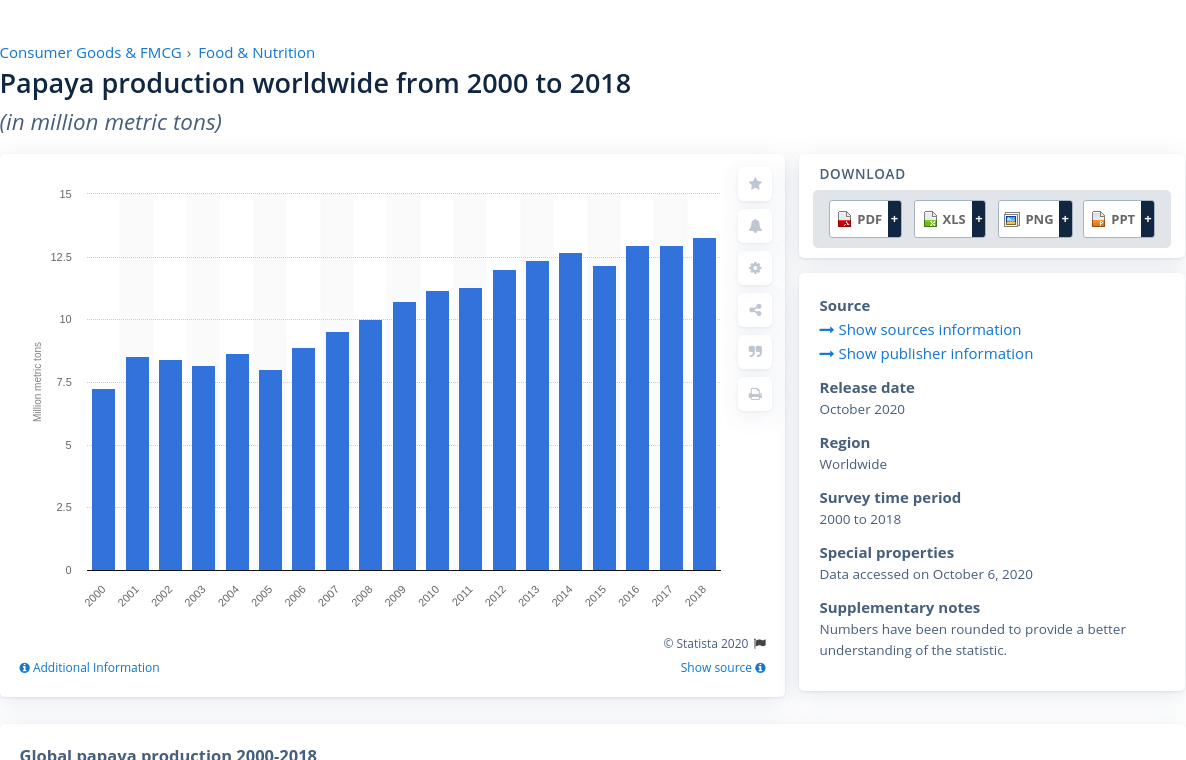 Consumer Goods & FMCG › Food & Nutrition
Papaya production worldwide from 2000 to 2018
(in million metric tons)
15
12.5
10
7.5
5
2.5
0
Million metric tons
2000 2001 2002 2003 2004 2005 2006 2007 2008 2009 2010 2011 2012 2013 2014 2015 2016 2017 2018
© Statista 2020
Additional Information
Show source
DOWNLOAD
PDF + XLS + PNG + PPT +
Source
Show sources information
Show publisher information
Release date
October 2020
Region
Worldwide
Survey time period
2000 to 2018
Special properties
Data accessed on October 6, 2020
Supplementary notes
Numbers have been rounded to provide a better
understanding of the statistic.
Global papaya production 2000-2018